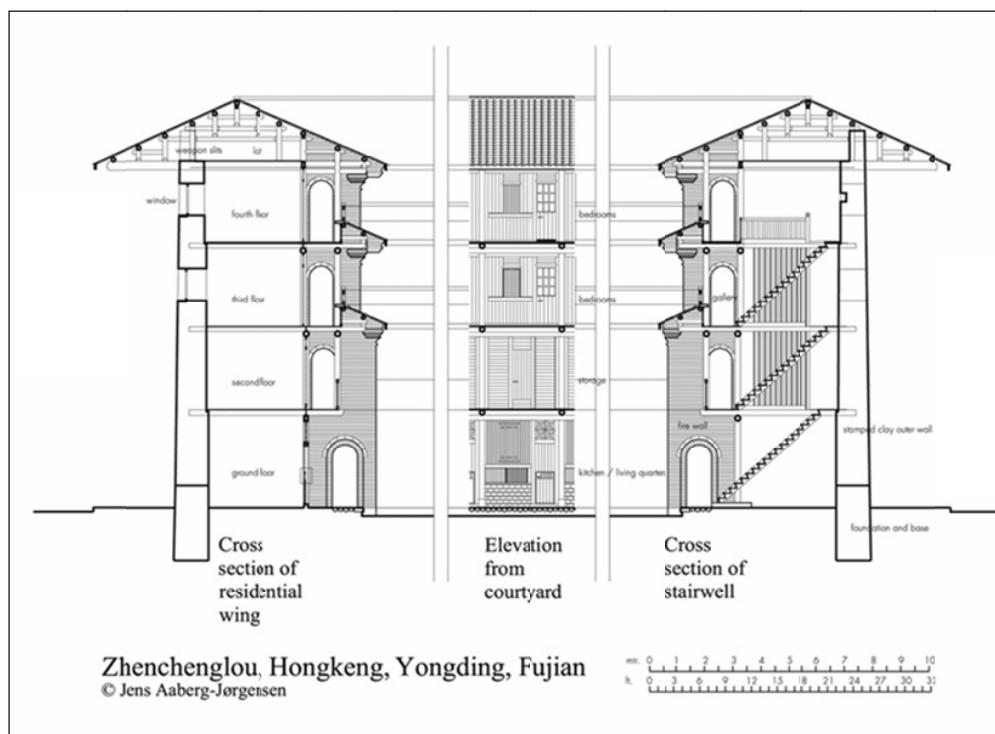 weapon slits
loft
window
fourth floor
bedrooms
third floor
bedrooms
gallery
second floor
storage
fire wall
stamped clay outer wall
ground floor
kitchen / living quarters
foundation and base
Cross
section of
residential
wing
Elevation
from
courtyard
Cross
section of
stairwell
Zhenchenglou, Hongkeng, Yongding, Fujian
© Jens Aaberg-Jørgensen
mtr. 0 1 2 3 4 5 6 7 8 9 10
ft. 0 3 6 9 12 15 18 21 24 27 30 33